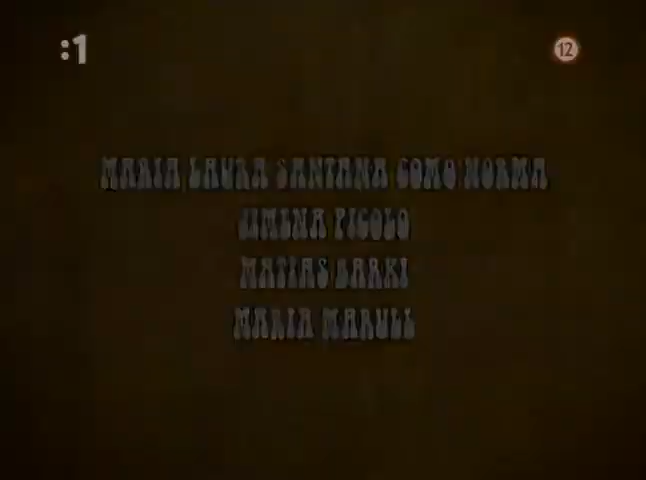 :1
12
MARIA LAURA SANTANA COMO NORMA
JIMENA PICOLO
MATIAS BARKI
MARIA MARULL